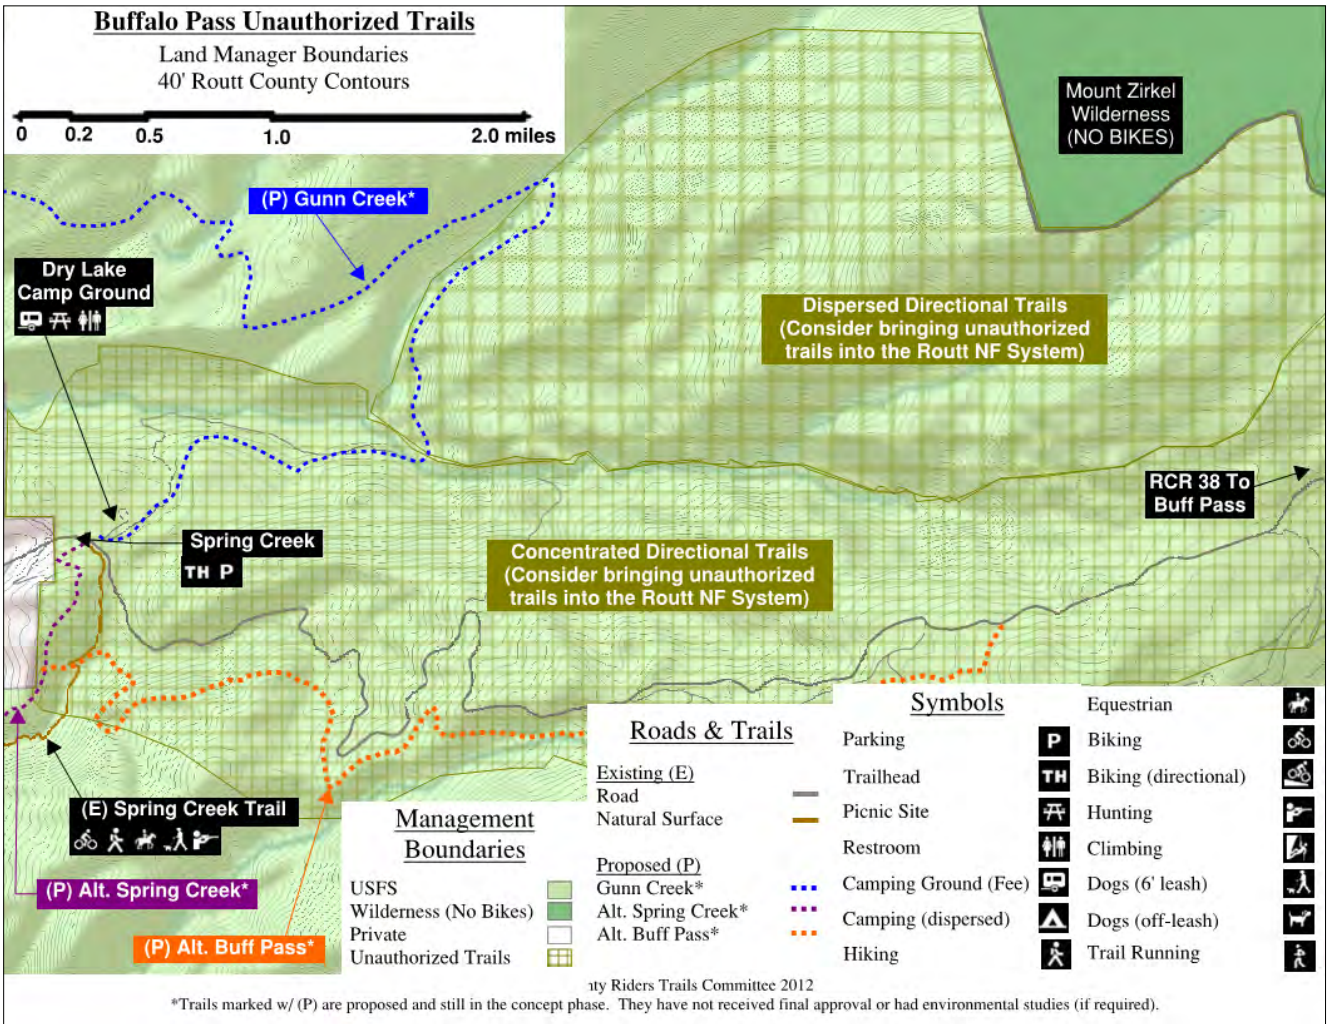 Buffalo Pass Unauthorized Trails
Land Manager Boundaries
40' Routt County Contours
0 0.2 0.5 1.0 2.0 miles
Mount Zirkel
Wilderness
(NO BIKES)
(P) Gunn Creek*
Dry Lake
Camp Ground
Dispersed Directional Trails
(Consider bringing unauthorized
trails into the Routt NF System)
RCR 38 To
Buff Pass
Spring Creek
TH P
Concentrated Directional Trails
(Consider bringing unauthorized
trails into the Routt NF System)
(E) Spring Creek Trail
(P) Alt. Spring Creek*
(P) Alt. Buff Pass*
Management
Boundaries
USFS
Wilderness (No Bikes)
Private
Unauthorized Trails
Roads & Trails
Existing (E)
Road
Natural Surface
Proposed (P)
Gunn Creek*
Alt. Spring Creek*
Alt. Buff Pass*
Symbols
Parking P
Trailhead TH
Picnic Site
Restroom
Camping Ground (Fee)
Camping (dispersed)
Hiking
Equestrian
Biking
Biking (directional)
Hunting
Climbing
Dogs (6' leash)
Dogs (off-leash)
Trail Running
Riders Trails Committee 2012
*Trails marked w/ (P) are proposed and still in the concept phase. They have not received final approval or had environmental studies (if required).